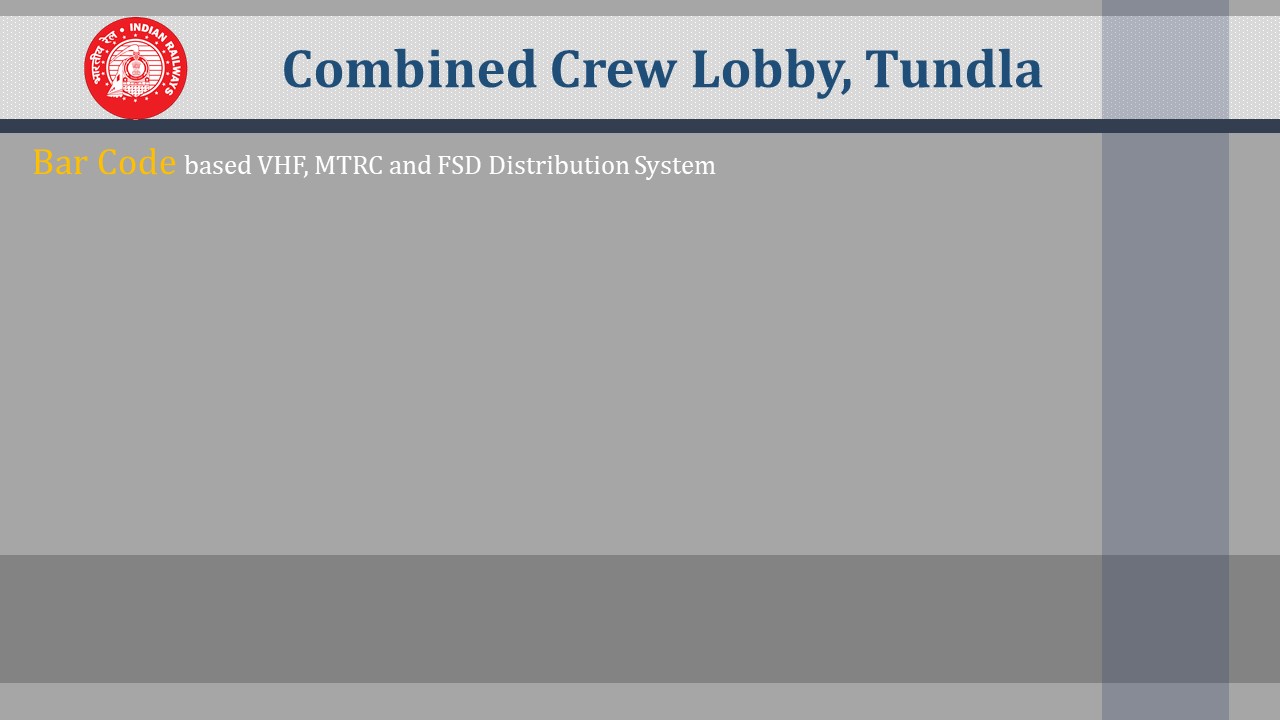 भारतीय रेल • INDIAN RAILWAYS
Combined Crew Lobby, Tundla
Bar Code based VHF, MTRC and FSD Distribution System